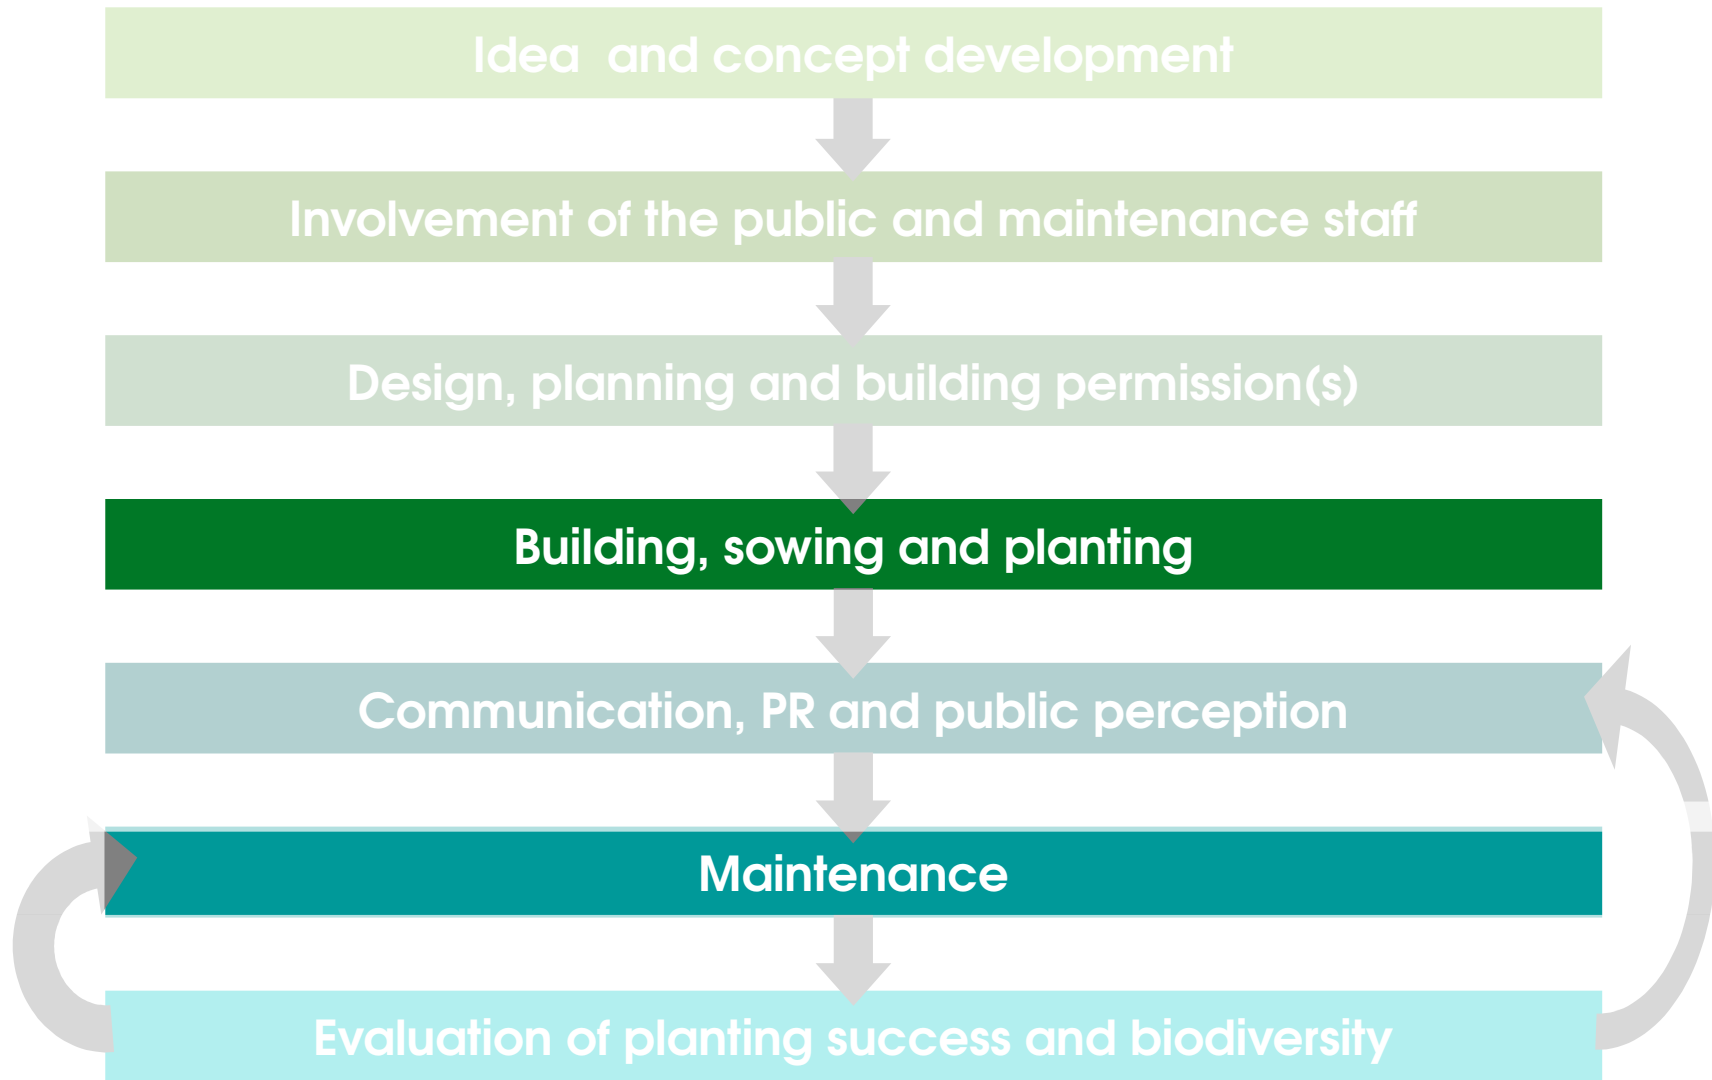 Idea and concept development
Involvement of the public and maintenance staff
Design, planning and building permission(s)
Building, sowing and planting
Communication, PR and public perception
Maintenance
Evaluation of planting success and biodiversity